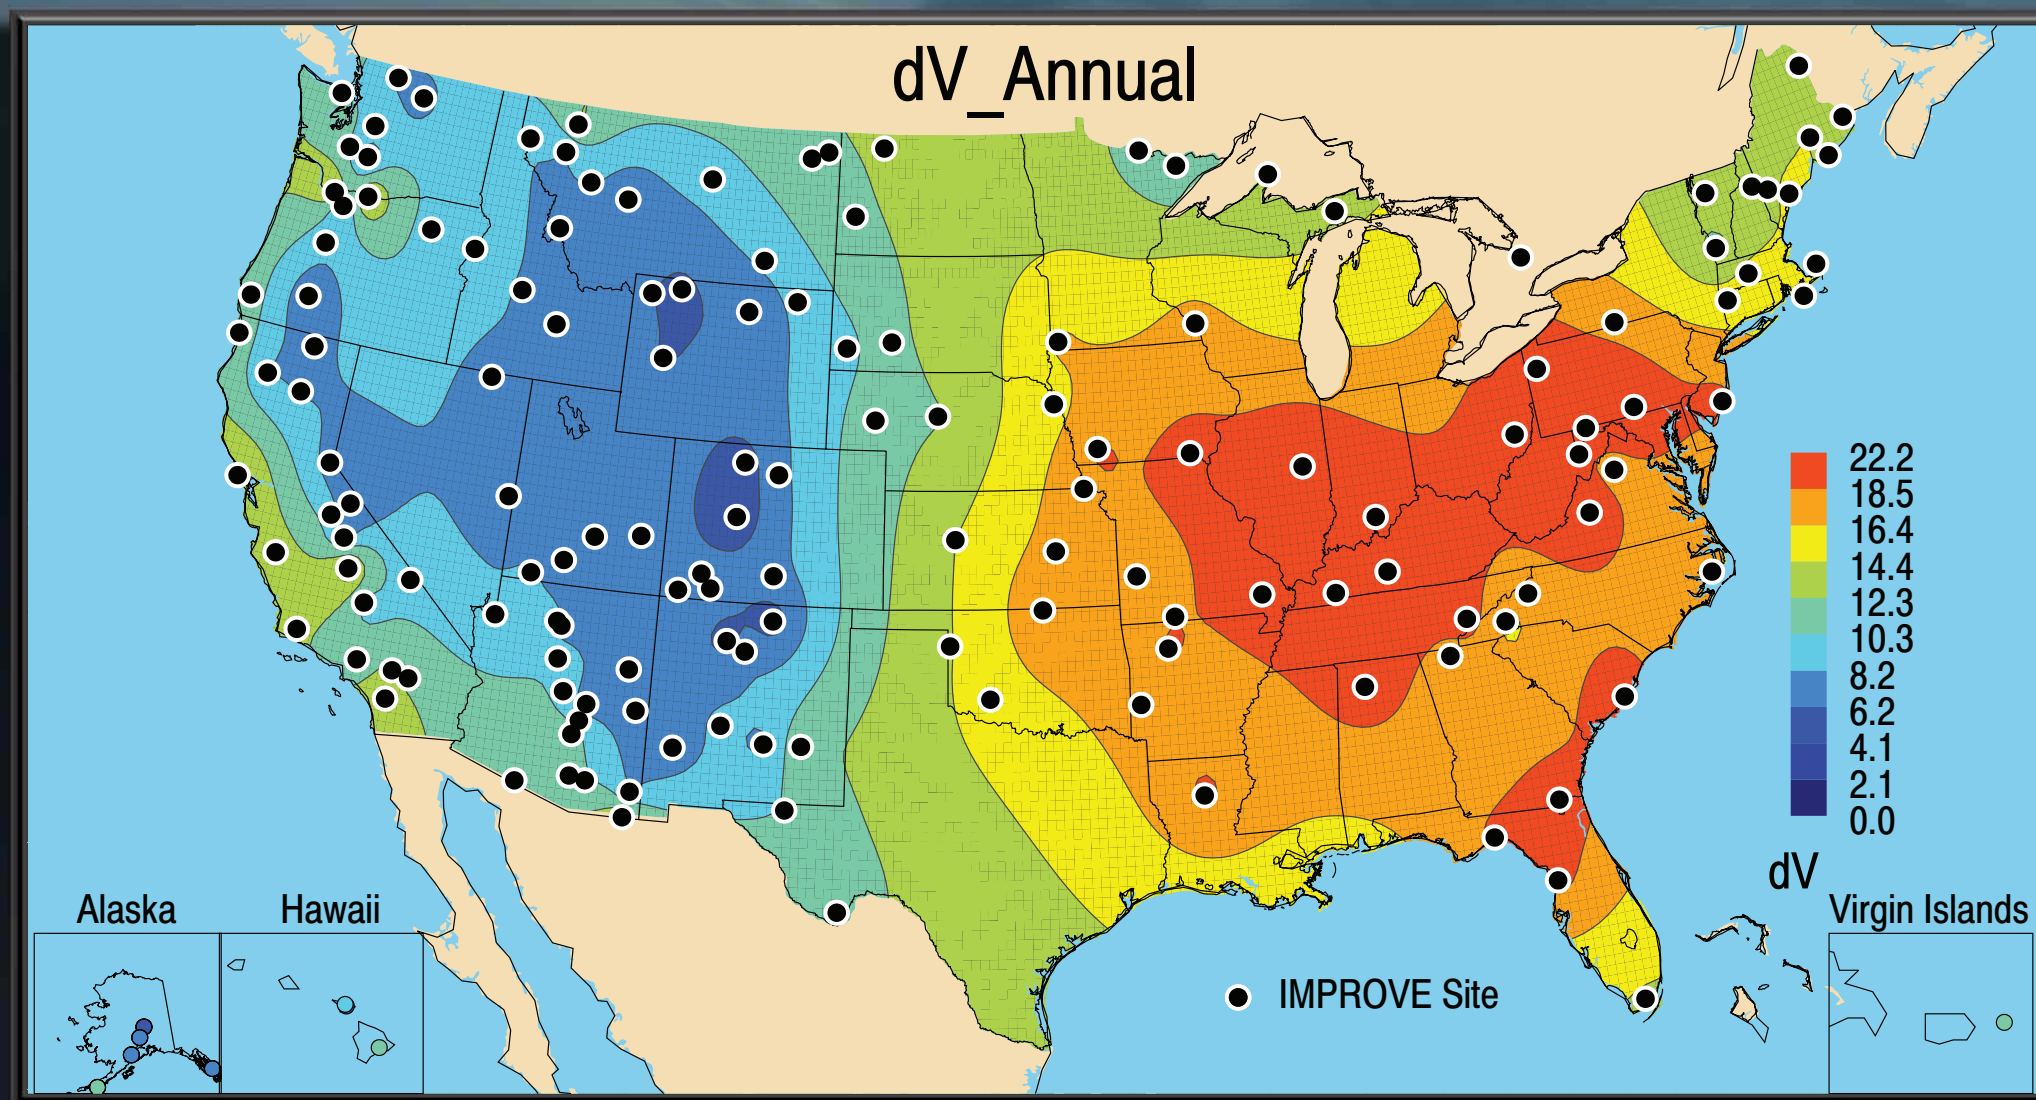 dV_Annual
22.2
18.5
16.4
14.4
12.3
10.3
8.2
6.2
4.1
2.1
0.0
dV
Alaska
Hawaii
Virgin Islands
IMPROVE Site